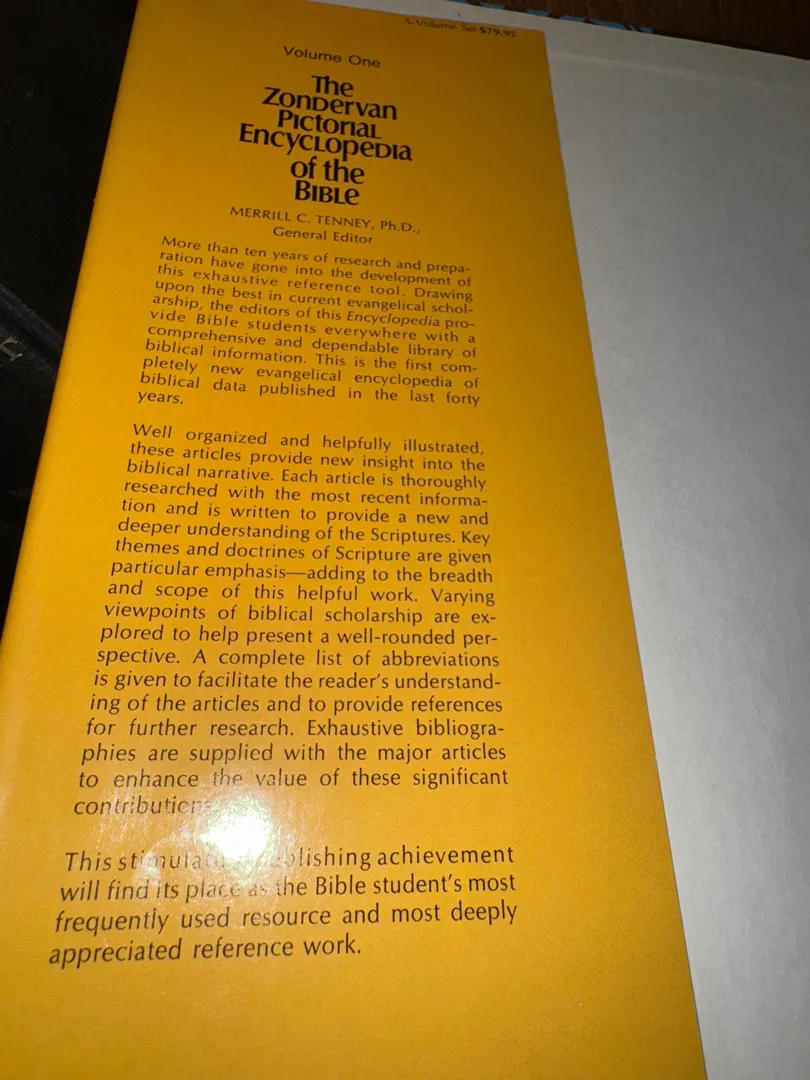 5-Volume Set $79.95
Volume One
The
Zondervan
Pictorial
Encyclopedia
of the
Bible
MERRILL C. TENNEY, Ph.D.,
General Editor
More than ten years of research and prepa-
ration have gone into the development of
this exhaustive reference tool. Drawing
upon the best in current evangelical schol-
arship, the editors of this Encyclopedia pro-
vide Bible students everywhere with a
comprehensive and dependable library of
biblical information. This is the first com-
pletely new evangelical encyclopedia of
biblical data published in the last forty
years.
Well organized and helpfully illustrated,
these articles provide new insight into the
biblical narrative. Each article is thoroughly
researched with the most recent informa-
tion and is written to provide a new and
deeper understanding of the Scriptures. Key
themes and doctrines of Scripture are given
particular emphasis—adding to the breadth
and scope of this helpful work. Varying
viewpoints of biblical scholarship are ex-
plored to help present a well-rounded per-
spective. A complete list of abbreviations
is given to facilitate the reader's understand-
ing of the articles and to provide references
for further research. Exhaustive bibliogra-
phies are supplied with the major articles
to enhance the value of these significant
contributions
This achievement
will find its place as the Bible student's most
frequently used resource and most deeply
appreciated reference work.